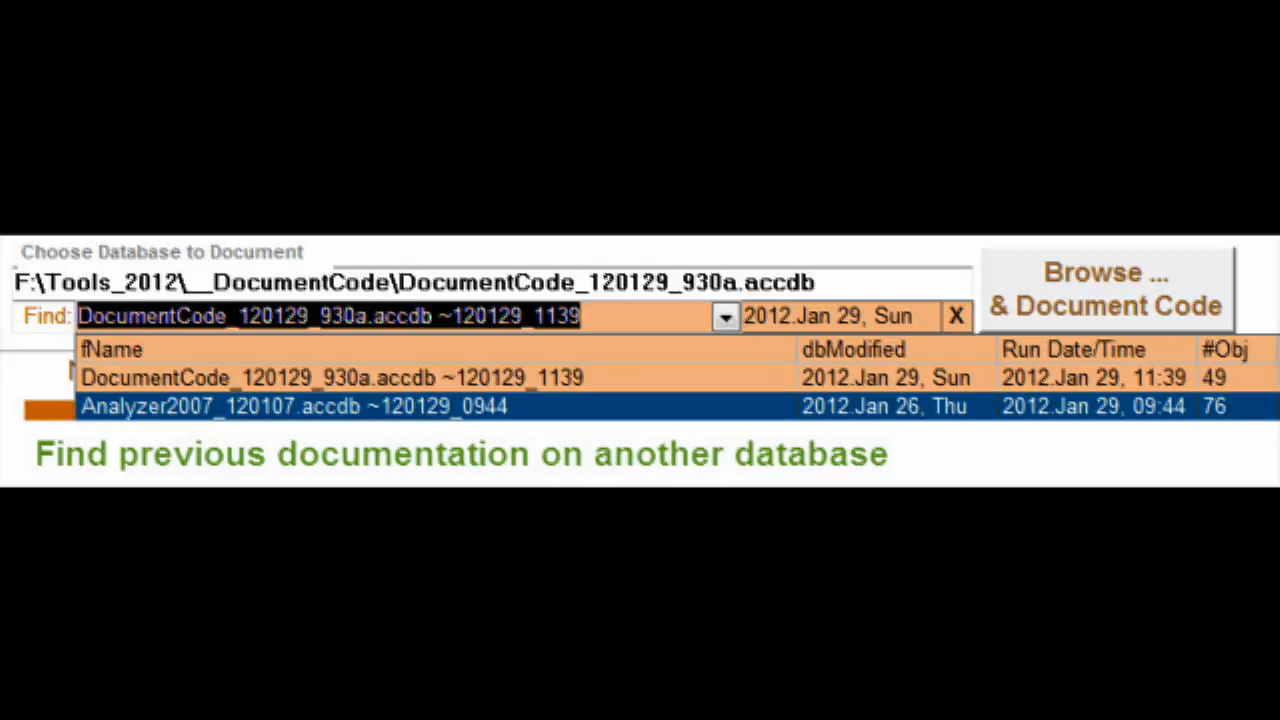 Choose Database to Document
F:\Tools_2012\__DocumentCode\DocumentCode_120129_930a.accdb
Browse ...
& Document Code
Find: DocumentCode_120129_930a.accdb ~120129_1139 2012.Jan 29, Sun X
fName dbModified Run Date/Time #Obj
DocumentCode_120129_930a.accdb ~120129_1139 2012.Jan 29, Sun 2012.Jan 29, 11:39 49
Analyzer2007_120107.accdb ~120129_0944 2012.Jan 26, Thu 2012.Jan 29, 09:44 76
Find previous documentation on another database